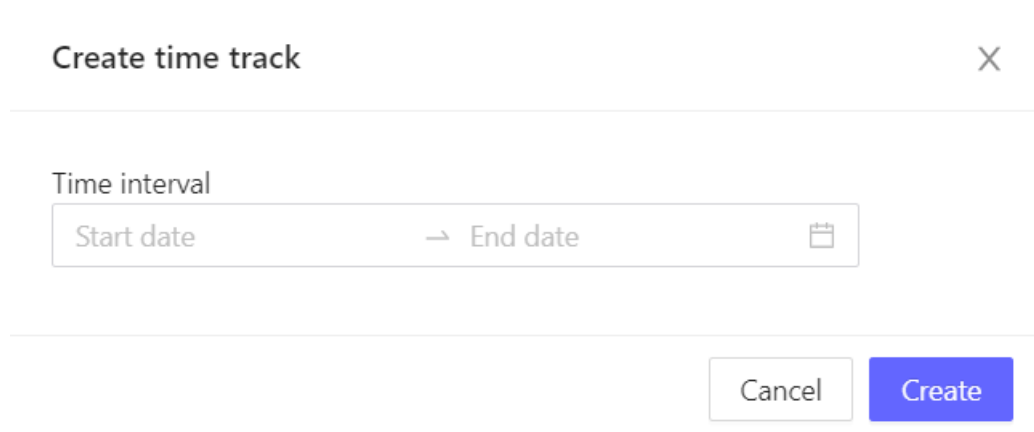 Create time track
Time interval
Start date End date
Cancel Create